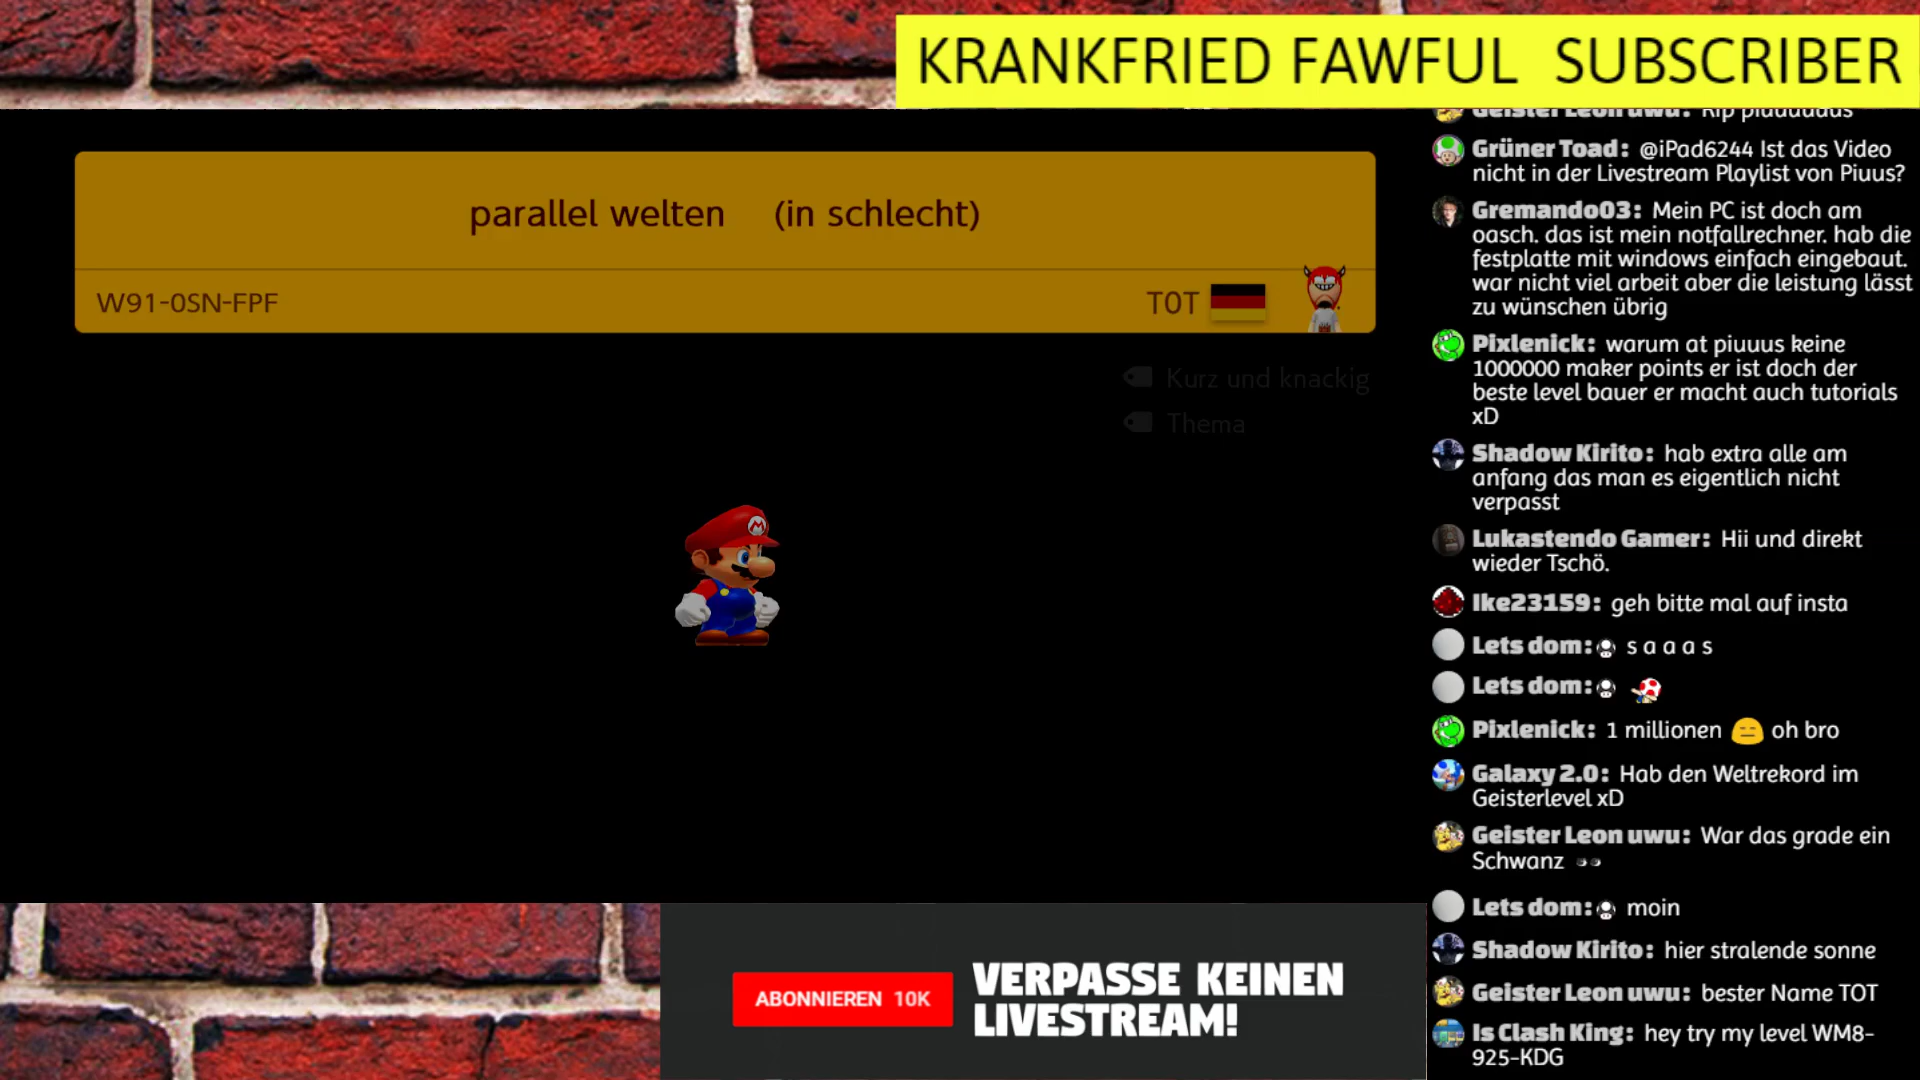 KRANKFRIED FAWFUL SUBSCRIBER
parallel welten (in schlecht)
W91-0SN-FPF
TOT
Kurz und knackig
Thema
Geister Leon uwu: Rip piuuuuuus
Grüner Toad: @iPad6244 Ist das Video
nicht in der Livestream Playlist von Piuus?
Gremando03: Mein PC ist doch am
oasch. das ist mein notfallrechner. hab die
festplatte mit windows einfach eingebaut.
war nicht viel arbeit aber die leistung lässt
zu wünschen übrig
Pixlenick: warum at piuuus keine
1000000 maker points er ist doch der
beste level bauer er macht auch tutorials
xD
Shadow Kirito: hab extra alle am
anfang das man es eigentlich nicht
verpasst
Lukastendo Gamer: Hii und direkt
wieder Tschö.
Ike23159: geh bitte mal auf insta
Lets dom: s a a a s
Lets dom:
Pixlenick: 1 millionen 😑 oh bro
Galaxy 2.0: Hab den Weltrekord im
Geisterlevel xD
Geister Leon uwu: War das grade ein
Schwanz 👀
Lets dom: moin
Shadow Kirito: hier stralende sonne
Geister Leon uwu: bester Name TOT
Is Clash King: hey try my level WM8-
925-KDG
ABONNIEREN 10K
VERPASSE KEINEN
LIVESTREAM!